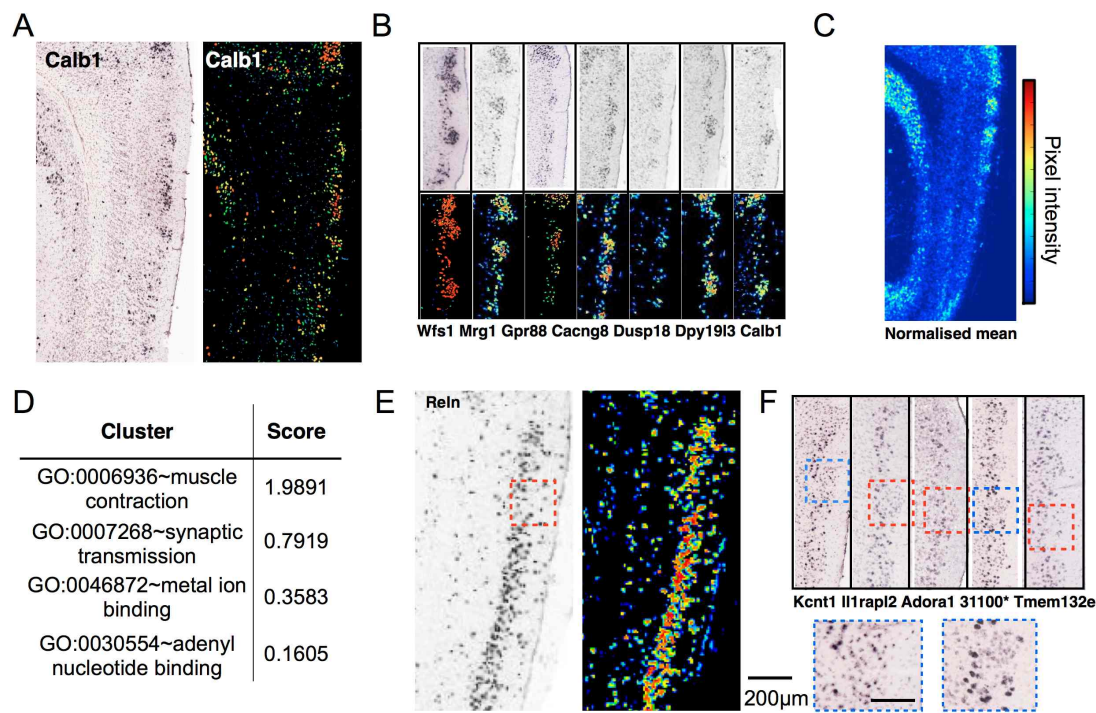 A
Calb1
Calb1
B
Wfs1 Mrg1 Gpr88 Cacng8 Dusp18 Dpy19l3 Calb1
C
Pixel intensity
Normalised mean
D
Cluster Score
GO:0006936~muscle
contraction
1.9891
GO:0007268~synaptic
transmission
0.7919
GO:0046872~metal ion
binding
0.3583
GO:0030554~adenyl
nucleotide binding
0.1605
E
Reln
200µm
F
Kcnt1 Il1rapl2 Adora1 31100* Tmem132e